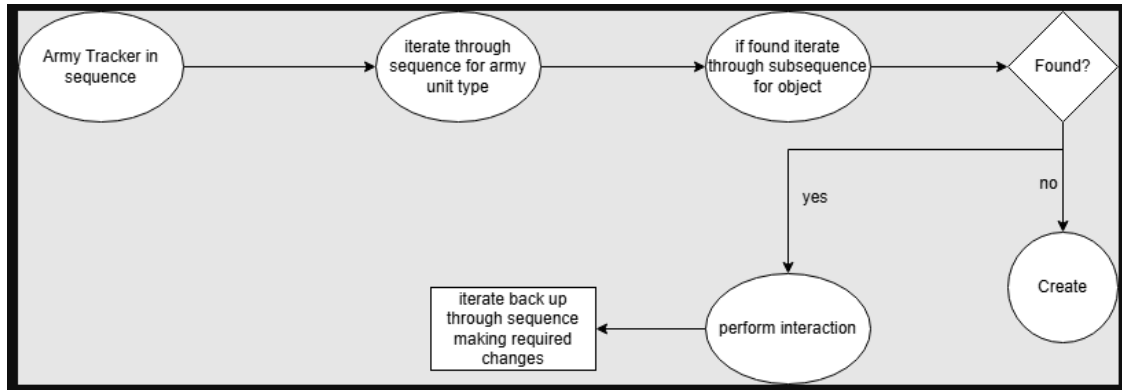 Army Tracker in
sequence
iterate through
sequence for army
unit type
if found iterate
through subsequence
for object
Found?
yes
no
Create
perform interaction
iterate back up
through sequence
making required
changes